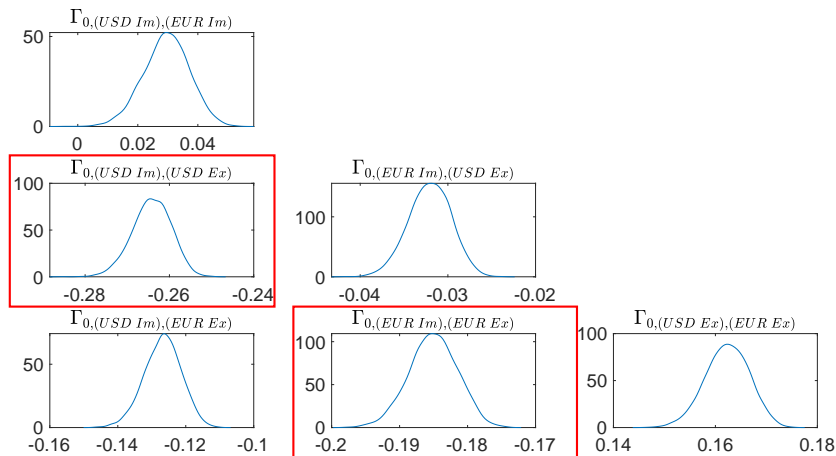 Γ0,(USD Im),(EUR Im)
50
0
0 0.02 0.04
Γ0,(USD Im),(USD Ex) Γ0,(EUR Im),(USD Ex)
100
50
0
-0.28 -0.26 -0.24
100
0
-0.04 -0.03 -0.02
Γ0,(USD Im),(EUR Ex) Γ0,(EUR Im),(EUR Ex) Γ0,(USD Ex),(EUR Ex)
50
0
-0.16 -0.14 -0.12 -0.1
100
50
0
-0.2 -0.19 -0.18 -0.17
100
50
0
0.14 0.16 0.18